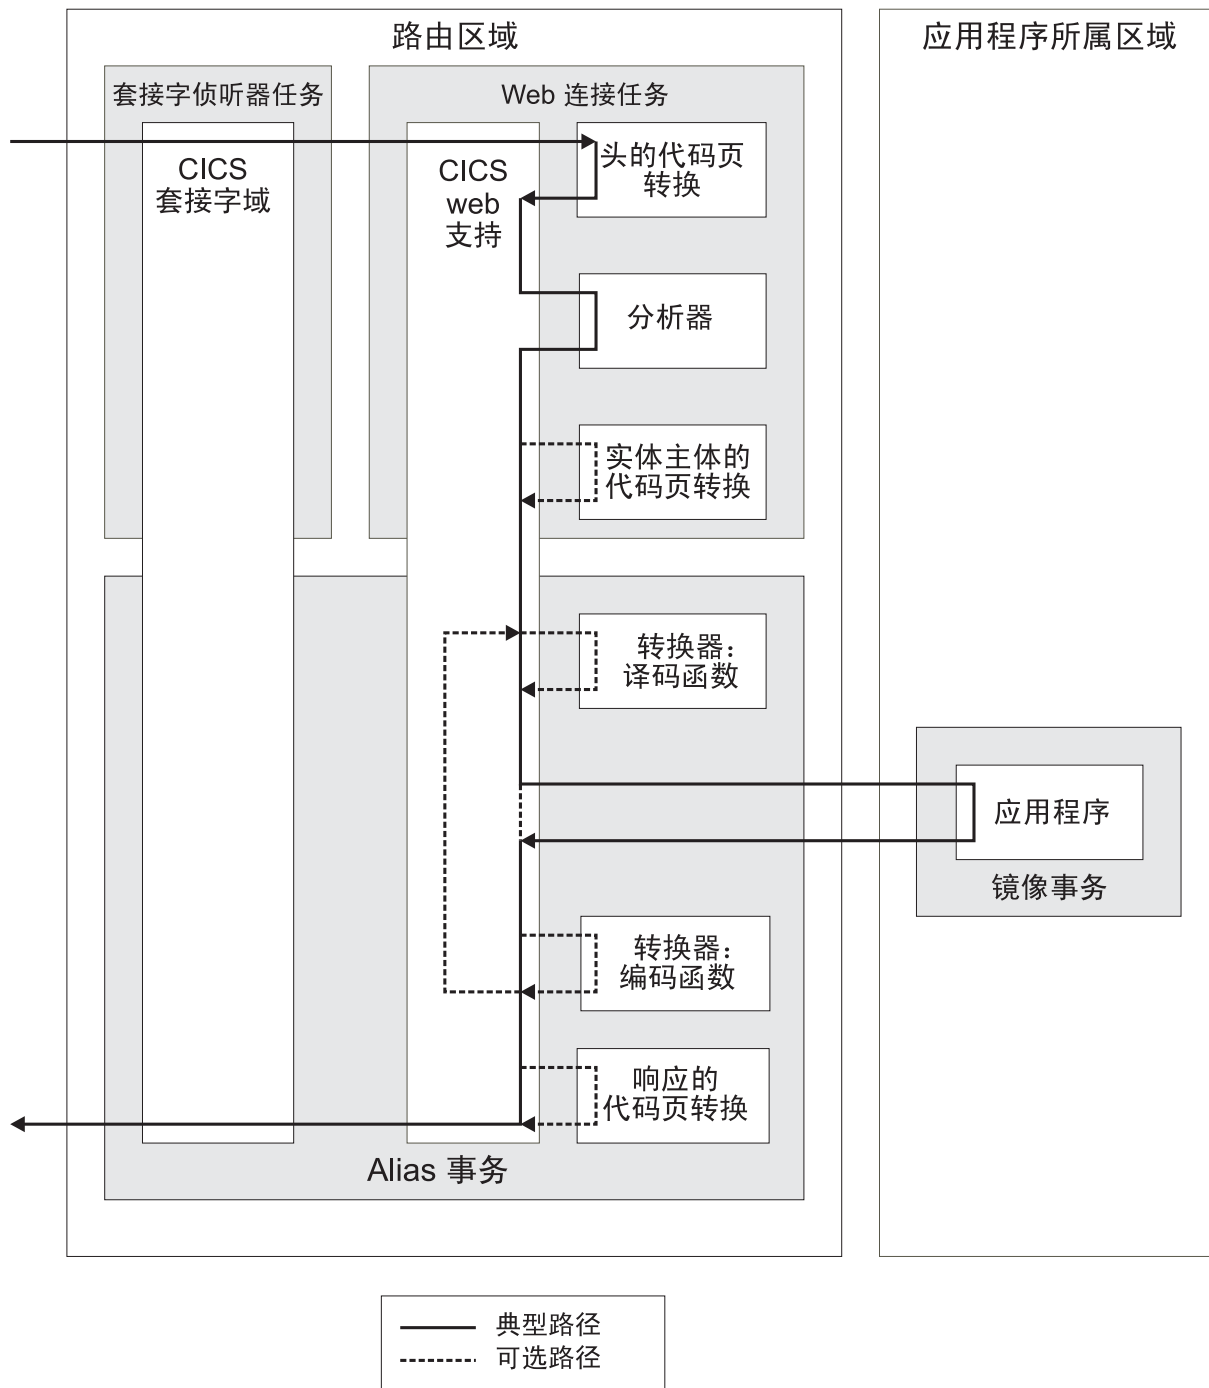 路由区域
应用程序所属区域
套接字侦听器任务
Web 连接任务
CICS
套接字域
CICS
web
支持
头的代码页
转换
分析器
实体主体的
代码页转换
转换器：
译码函数
应用程序
镜像事务
转换器：
编码函数
响应的
代码页转换
Alias 事务
典型路径
可选路径